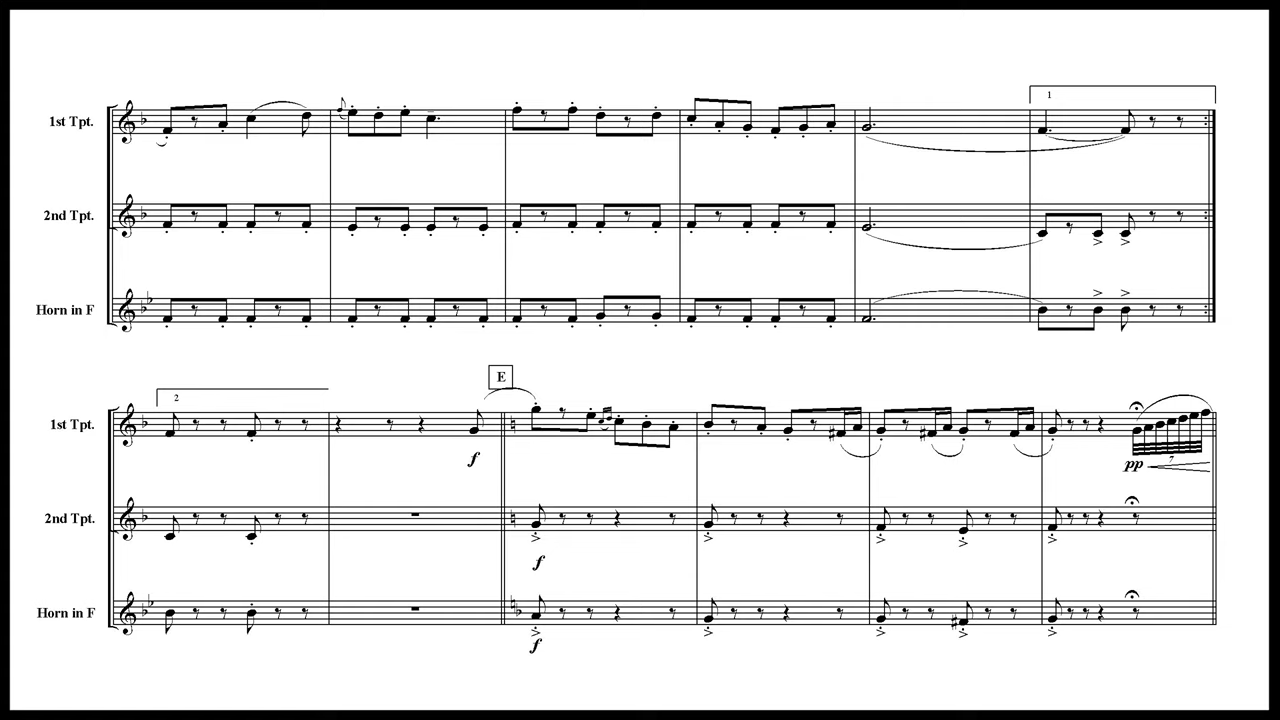 1
1st Tpt.
2nd Tpt.
Horn in F
2
E
1st Tpt.
f
pp
7
2nd Tpt.
f
Horn in F
f